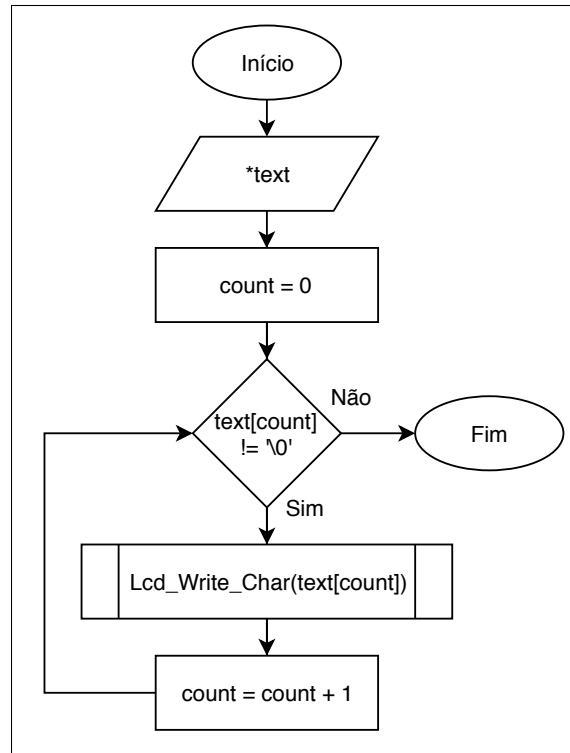 Início
*text
count = 0
text[count]
!= '\0'
Não
Fim
Sim
Lcd_Write_Char(text[count])
count = count + 1